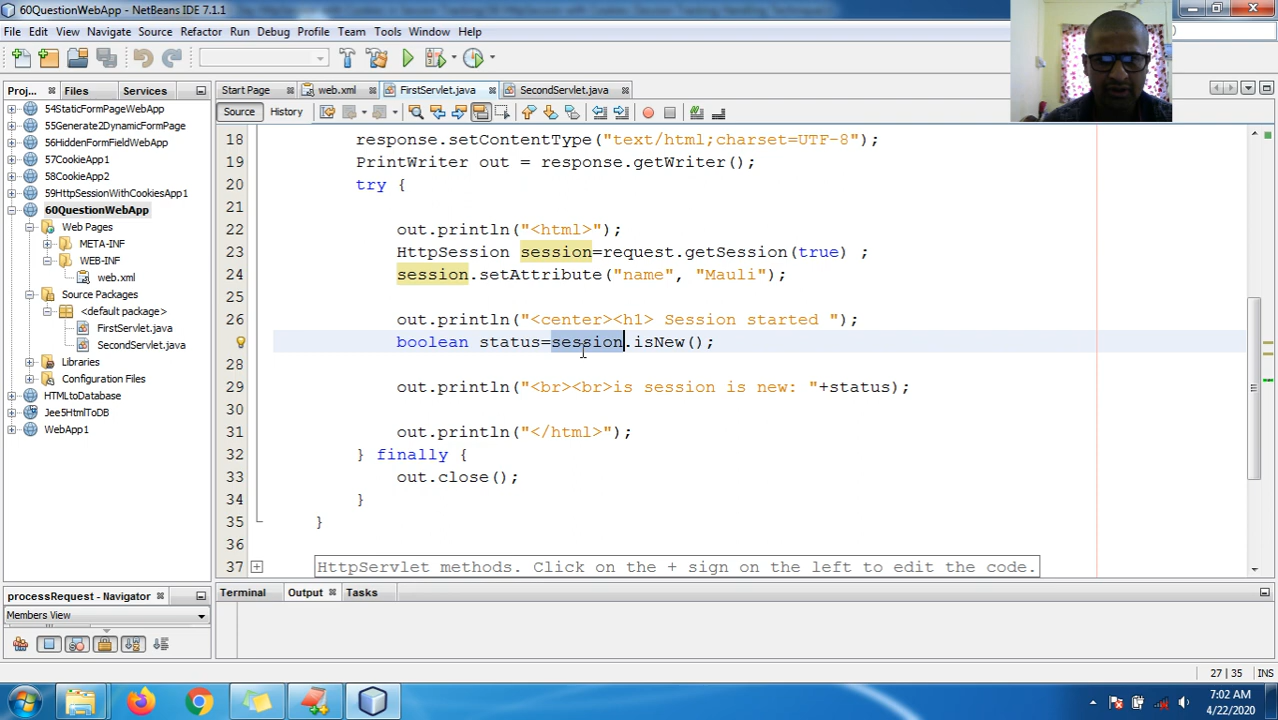 60QuestionWebApp - NetBeans IDE 7.1.1
File Edit View Navigate Source Refactor Run Debug Profile Team Tools Window Help
Proj... Files Services
Start Page web.xml FirstServlet.java SecondServlet.java
Source History
54StaticFormPageWebApp
55Generate2DynamicFormPage
56HiddenFormFieldWebApp
57CookieApp1
58CookieApp2
59HttpSessionWithCookiesApp1
60QuestionWebApp
Web Pages
META-INF
WEB-INF
web.xml
Source Packages
<default package>
FirstServlet.java
SecondServlet.java
Libraries
Configuration Files
HTMLtoDatabase
Jee5HtmlToDB
WebApp1
18 response.setContentType("text/html;charset=UTF-8");
19 PrintWriter out = response.getWriter();
20 try {
21
22 out.println("<html>");
23 HttpSession session=request.getSession(true) ;
24 session.setAttribute("name", "Mauli");
25
26 out.println("<center><h1> Session started ");
boolean status=session.isNew();
28
29 out.println("<br><br>is session is new: "+status);
30
31 out.println("</html>");
32 } finally {
33 out.close();
34 }
35 }
36
37 HttpServlet methods. Click on the + sign on the left to edit the code.
processRequest - Navigator
Members View
Terminal Output Tasks
27 | 35 INS
7:02 AM
4/22/2020